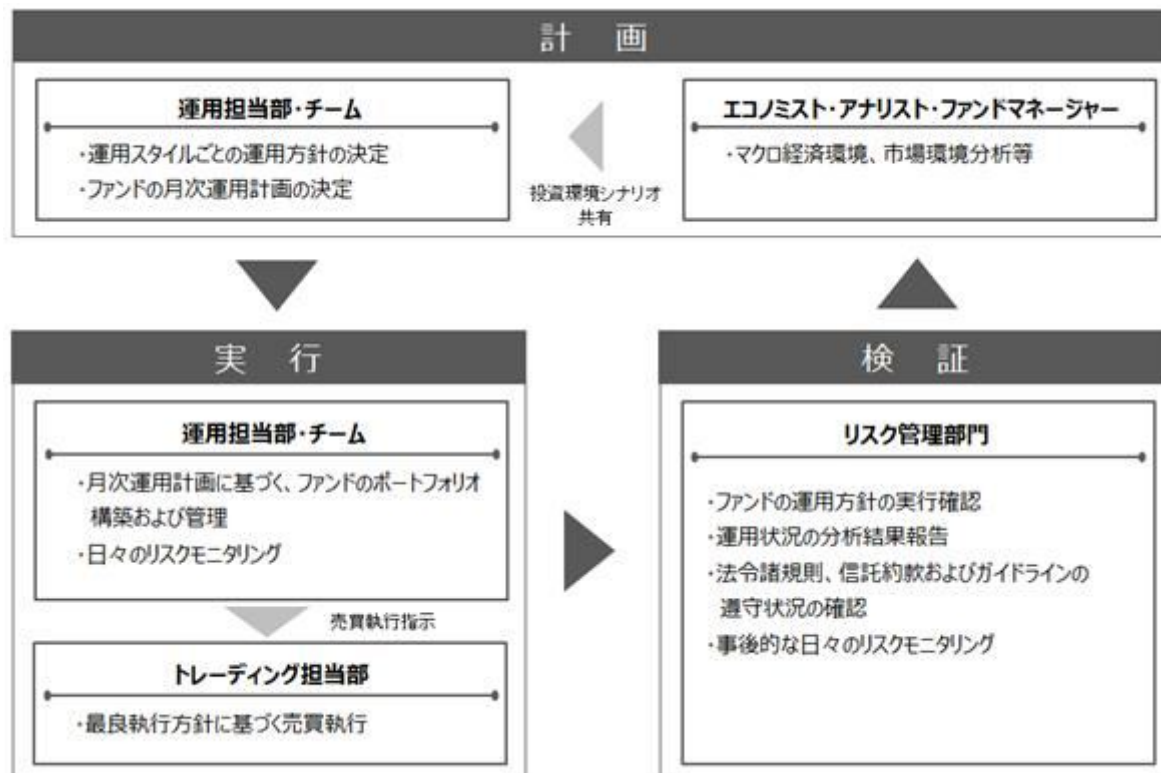 計 画
運用担当部・チーム
・運用スタイルごとの運用方針の決定
・ファンドの月次運用計画の決定
投資環境シナリオ
共有
エコノミスト・アナリスト・ファンドマネージャー
・マクロ経済環境、市場環境分析等
実 行
運用担当部・チーム
・月次運用計画に基づく、ファンドのポートフォリオ
構築および管理
・日々のリスクモニタリング
売買執行指示
トレーディング担当部
・最良執行方針に基づく売買執行
検 証
リスク管理部門
・ファンドの運用方針の実行確認
・運用状況の分析結果報告
・法令諸規則、信託約款およびガイドラインの
遵守状況の確認
・事後的な日々のリスクモニタリング